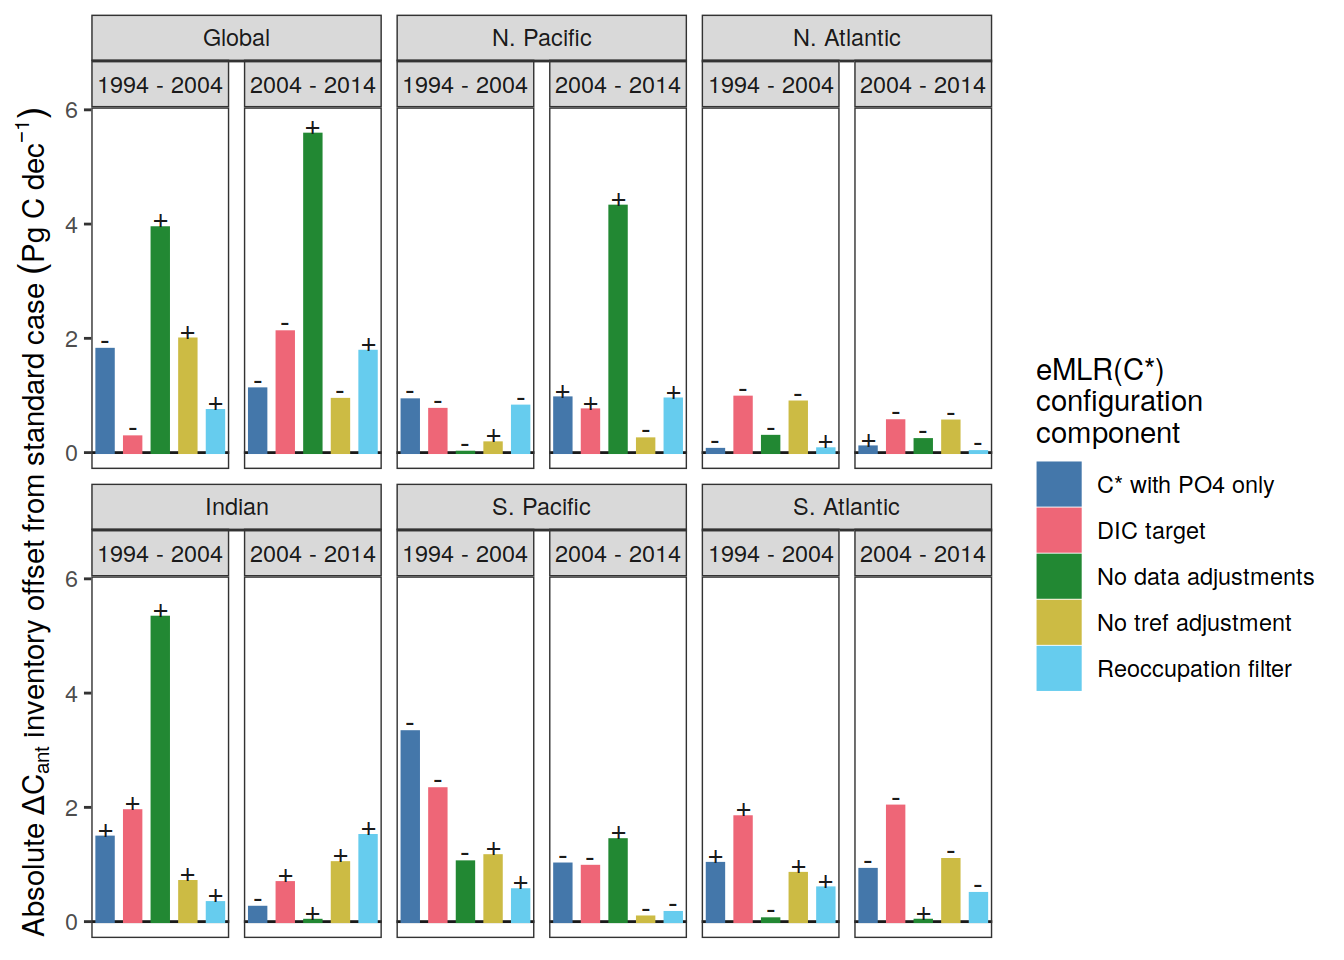 Global
N. Pacific
N. Atlantic
1994 - 2004
2004 - 2014
1994 - 2004
2004 - 2014
1994 - 2004
2004 - 2014
6
4
2
0
- - + + +
- - + - +
- - - + -
+ + + - +
- - - - +
+ - - - -
Indian
S. Pacific
S. Atlantic
1994 - 2004
2004 - 2014
1994 - 2004
2004 - 2014
1994 - 2004
2004 - 2014
6
4
2
0
+ + + + +
- + + + +
- - - + +
- - + - -
+ + - + +
- - + - -
Absolute ΔCant inventory offset from standard case (Pg C dec−1)
eMLR(C*)
configuration
component
C* with PO4 only
DIC target
No data adjustments
No tref adjustment
Reoccupation filter